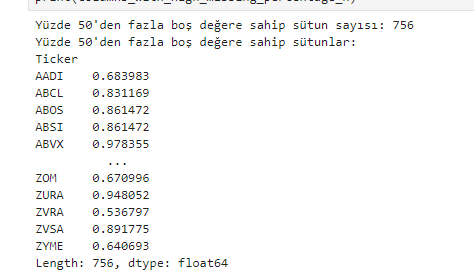 Yüzde 50'den fazla boş değere sahip sütun sayısı: 756
Yüzde 50'den fazla boş değere sahip sütunlar:
Ticker
AADI 0.683983
ABCL 0.831169
ABOS 0.861472
ABSI 0.861472
ABVX 0.978355
...
ZOM 0.670996
ZURA 0.948052
ZVRA 0.536797
ZVSA 0.891775
ZYME 0.640693
Length: 756, dtype: float64